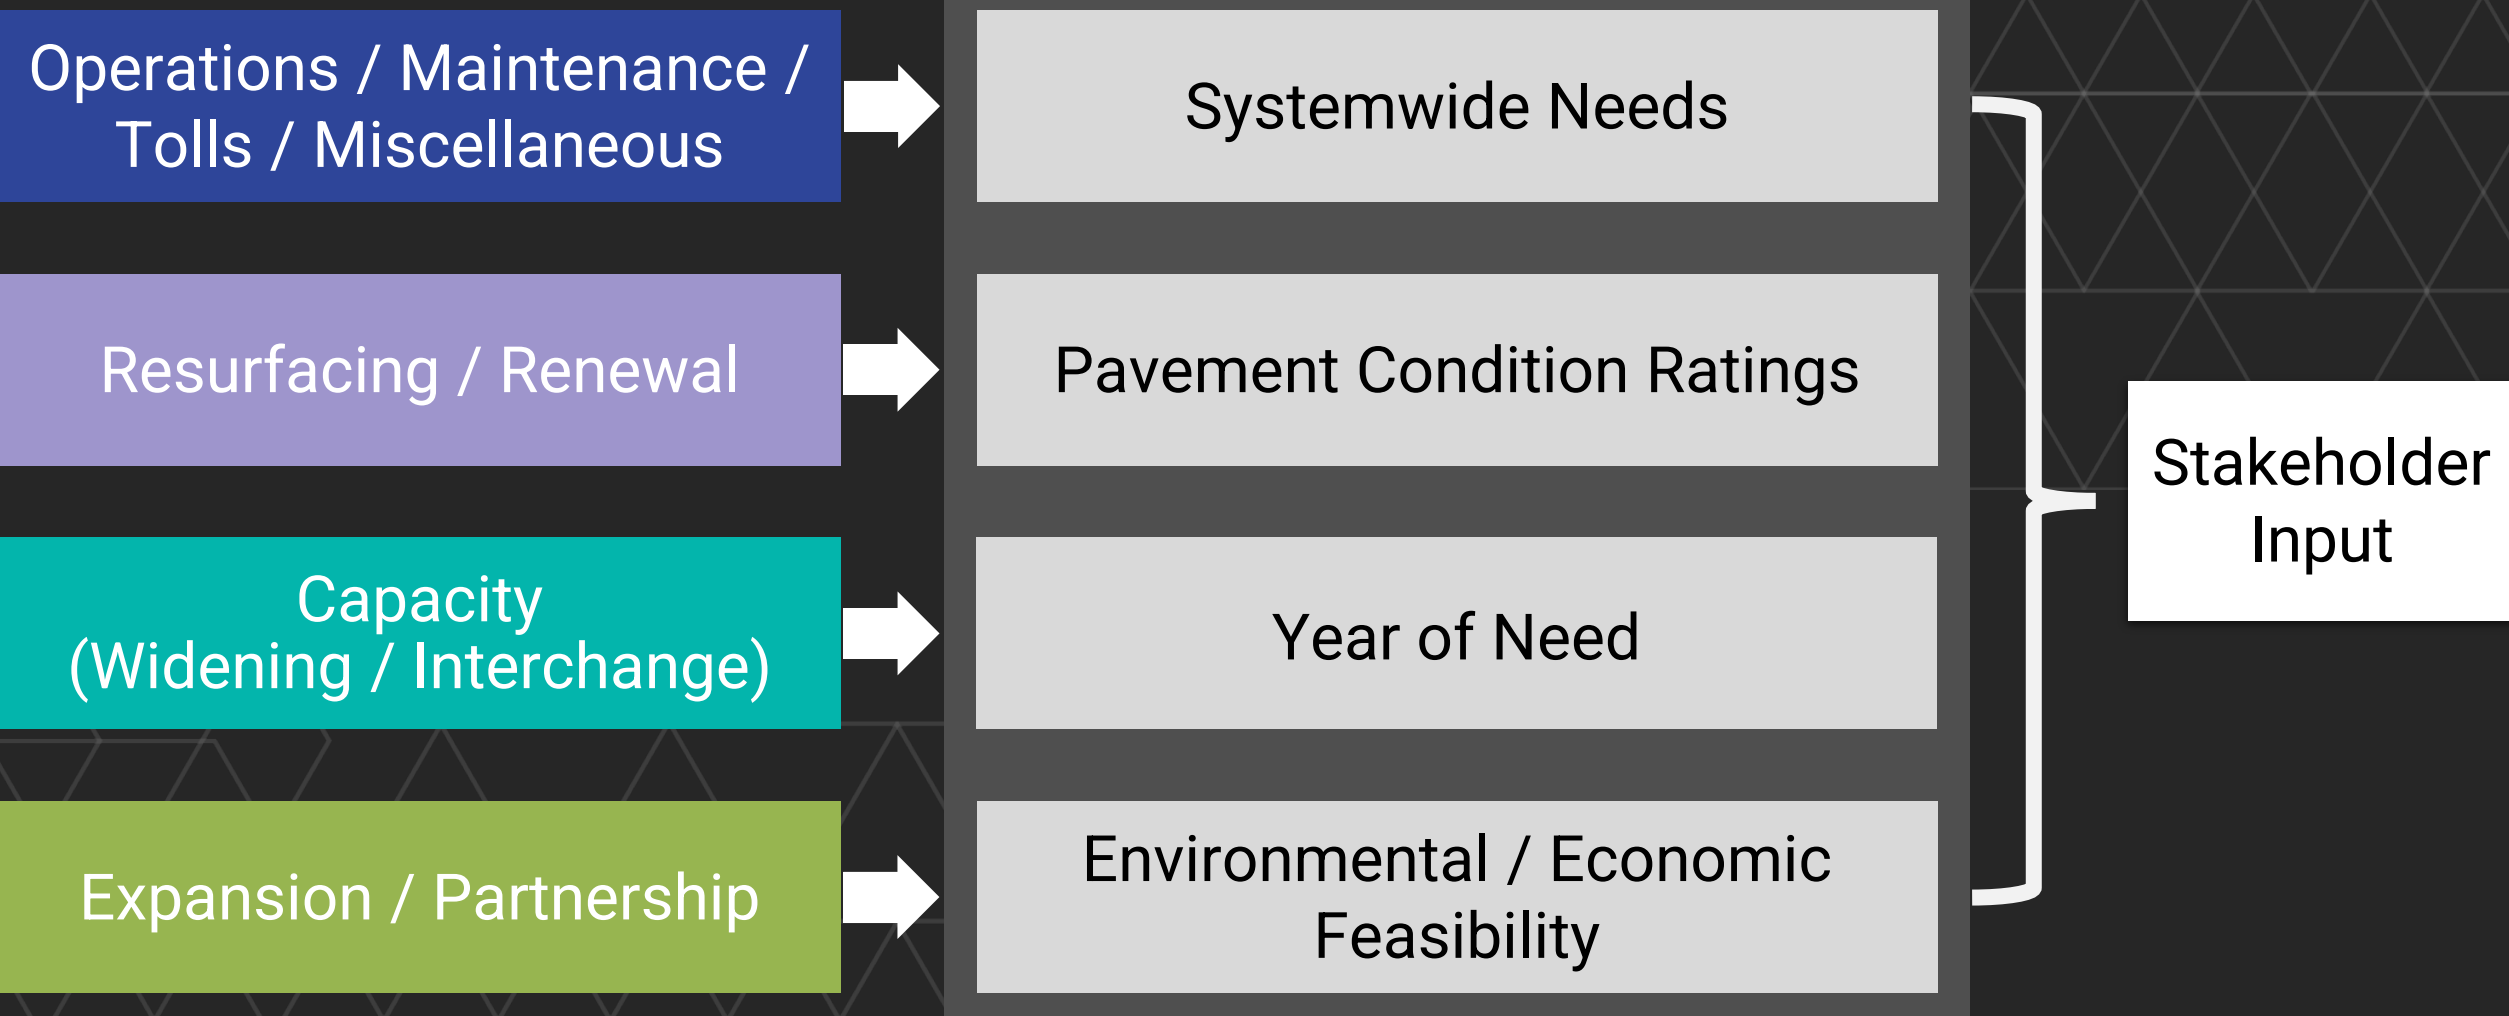 Operations / Maintenance /
Tolls / Miscellaneous
Systemwide Needs
Resurfacing / Renewal
Pavement Condition Ratings
Capacity
(Widening / Interchange)
Year of Need
Expansion / Partnership
Environmental / Economic
Feasibility
Stakeholder
Input